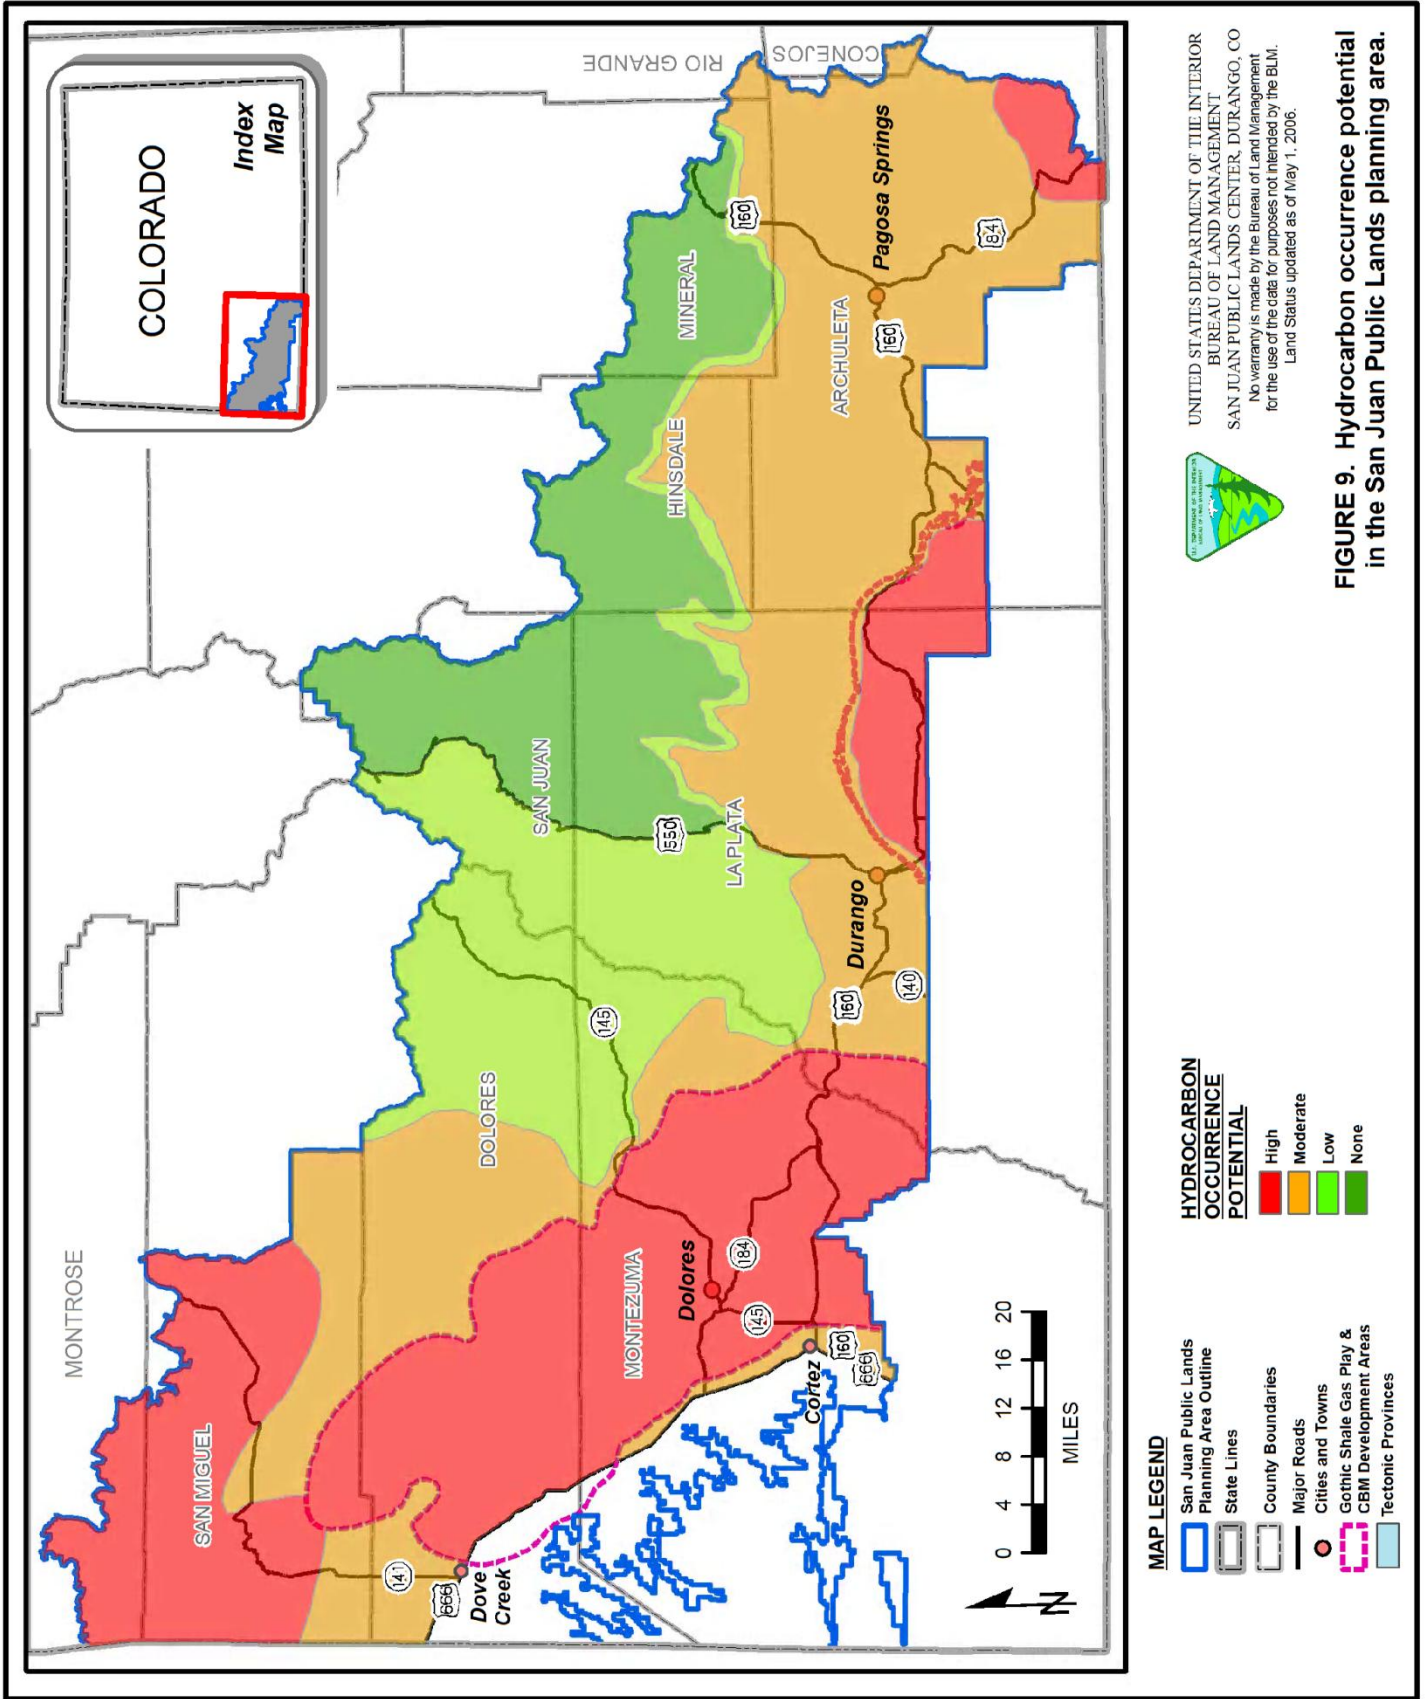 COLORADO
Index
Map
RIO GRANDE
CONEJOS
MINERAL
HINSDALE
ARCHULETA
SAN JUAN
LA PLATA
DOLORES
MONTROSE
SAN MIGUEL
MONTEZUMA
Pagosa Springs
Durango
Dolores
Cortez
Dove
Creek
160
84
160
550
145
160
140
184
145
160
666
141
666
N
0 4 8 12 16 20
MILES
MAP LEGEND
San Juan Public Lands
Planning Area Outline
State Lines
County Boundaries
Major Roads
Cities and Towns
Gothic Shale Gas Play &
CBM Development Areas
Tectonic Provinces
HYDROCARBON
OCCURRENCE
POTENTIAL
High
Moderate
Low
None
UNITED STATES DEPARTMENT OF THE INTERIOR
BUREAU OF LAND MANAGEMENT
SAN JUAN PUBLIC LANDS CENTER, DURANGO, CO
No warranty is made by the Bureau of Land Management
for the use of the data for purposes not intended by the BLM.
Land Status updated as of May 1, 2006.
FIGURE 9. Hydrocarbon occurrence potential
in the San Juan Public Lands planning area.